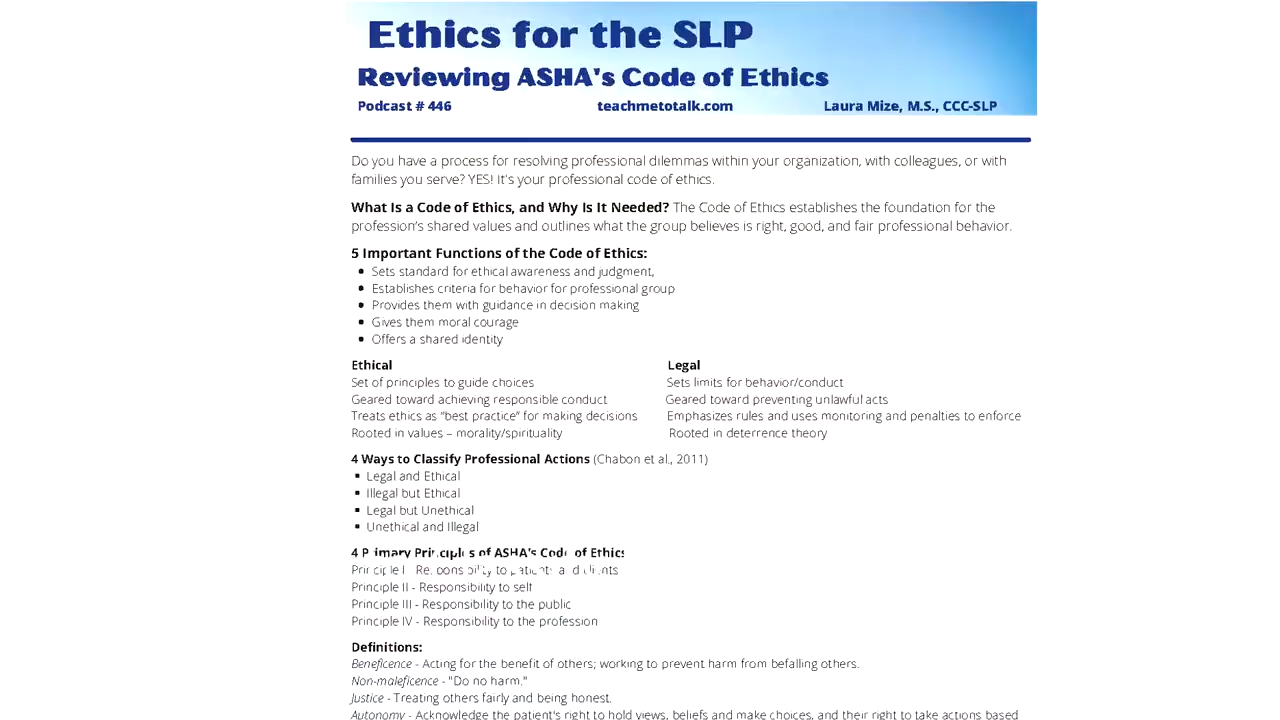 Ethics for the SLP
Reviewing ASHA's Code of Ethics
Podcast # 446 teachmetotalk.com Laura Mize, M.S., CCC-SLP
Do you have a process for resolving professional dilemmas within your organization, with colleagues, or with
families you serve? YES! It's your professional code of ethics.
What Is a Code of Ethics, and Why Is It Needed? The Code of Ethics establishes the foundation for the
profession's shared values and outlines what the group believes is right, good, and fair professional behavior.
5 Important Functions of the Code of Ethics:
• Sets standard for ethical awareness and judgment,
• Establishes criteria for behavior for professional group
• Provides them with guidance in decision making
• Gives them moral courage
• Offers a shared identity
Ethical Legal
Set of principles to guide choices Sets limits for behavior/conduct
Geared toward achieving responsible conduct Geared toward preventing unlawful acts
Treats ethics as "best practice" for making decisions Emphasizes rules and uses monitoring and penalties to enforce
Rooted in values – morality/spirituality Rooted in deterrence theory
4 Ways to Classify Professional Actions (Chabon et al., 2011)
▪ Legal and Ethical
▪ Illegal but Ethical
▪ Legal but Unethical
▪ Unethical and Illegal
4 Primary Principles of ASHA's Code of Ethics
Principle I - Responsibility to patients and clients
Principle II - Responsibility to self
Principle III - Responsibility to the public
Principle IV - Responsibility to the profession
Definitions:
Beneficence - Acting for the benefit of others; working to prevent harm from befalling others.
Non-maleficence - "Do no harm."
Justice - Treating others fairly and being honest.
Autonomy - Acknowledge the patient's right to hold views, beliefs and make choices, and their right to take actions based